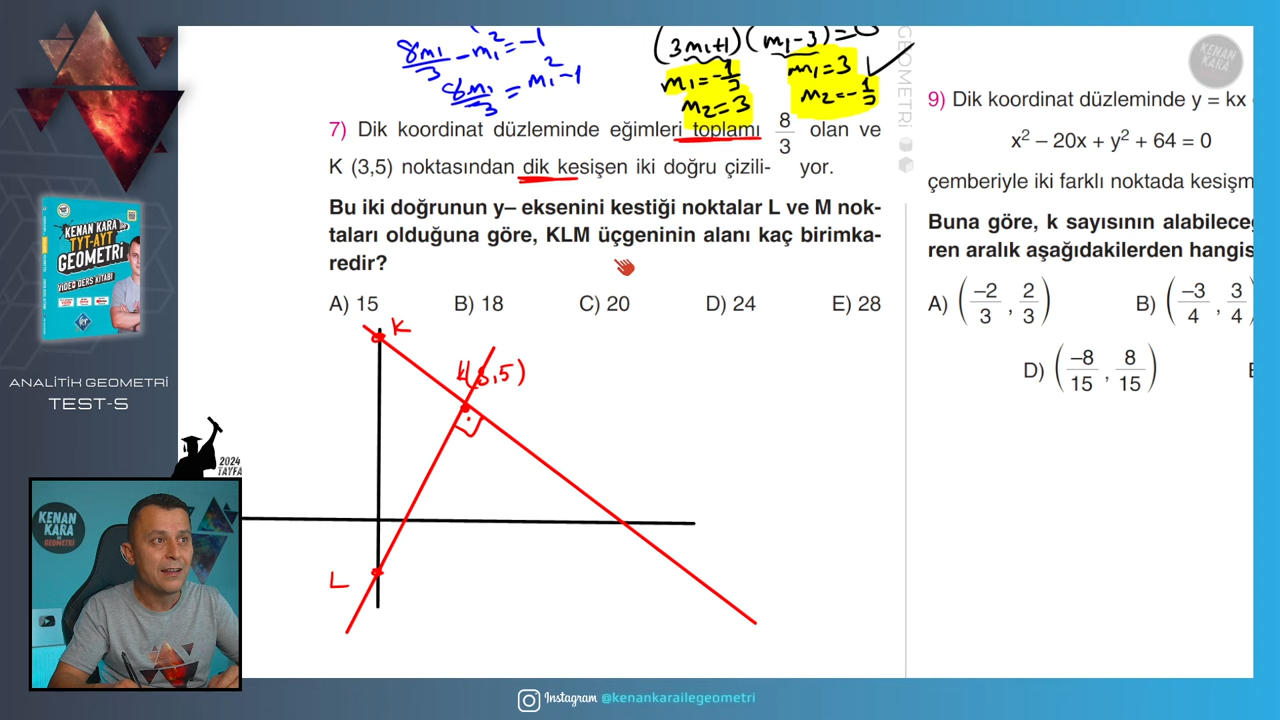 8m₁/3 - m₁² = -1
8m₁/3 = m₁² - 1
(3m₁+1)(m₁-3)=0
m₁=-1/3
m₂=3
m₁=3
m₂=-1/3
7) Dik koordinat düzleminde eğimleri toplamı 8/3 olan ve
K (3,5) noktasından dik kesişen iki doğru çizili- yor.
Bu iki doğrunun y– eksenini kestiği noktalar L ve M nok-
taları olduğuna göre, KLM üçgeninin alanı kaç birimka-
redir?
A) 15 B) 18 C) 20 D) 24 E) 28
K
K(3,5)
L
GEOMETRİ
KENAN
KARA
9) Dik koordinat düzleminde y = kx
x² – 20x + y² + 64 = 0
çemberiyle iki farklı noktada kesişm
Buna göre, k sayısının alabileceğ
ren aralık aşağıdakilerden hangis
A) (–2/3 , 2/3) B) (–3/4 , 3/4)
D) (–8/15 , 8/15) E
KENAN KARA
TYT-AYT
GEOMETRİ
VİDEO DERS KİTABI
ANALİTİK GEOMETRİ
TEST-5
2024
TAYFA
KENAN
KARA
İLE
GEOMETRİ
Instagram @kenankarailegeometri